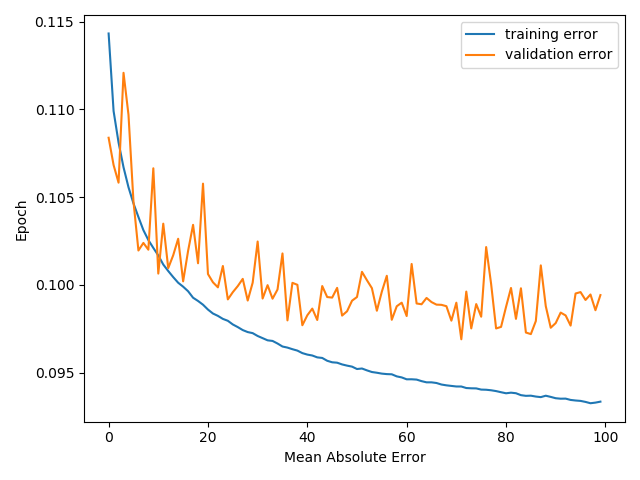 training error
validation error
0.115
0.110
0.105
0.100
0.095
Epoch
0 20 40 60 80 100
Mean Absolute Error